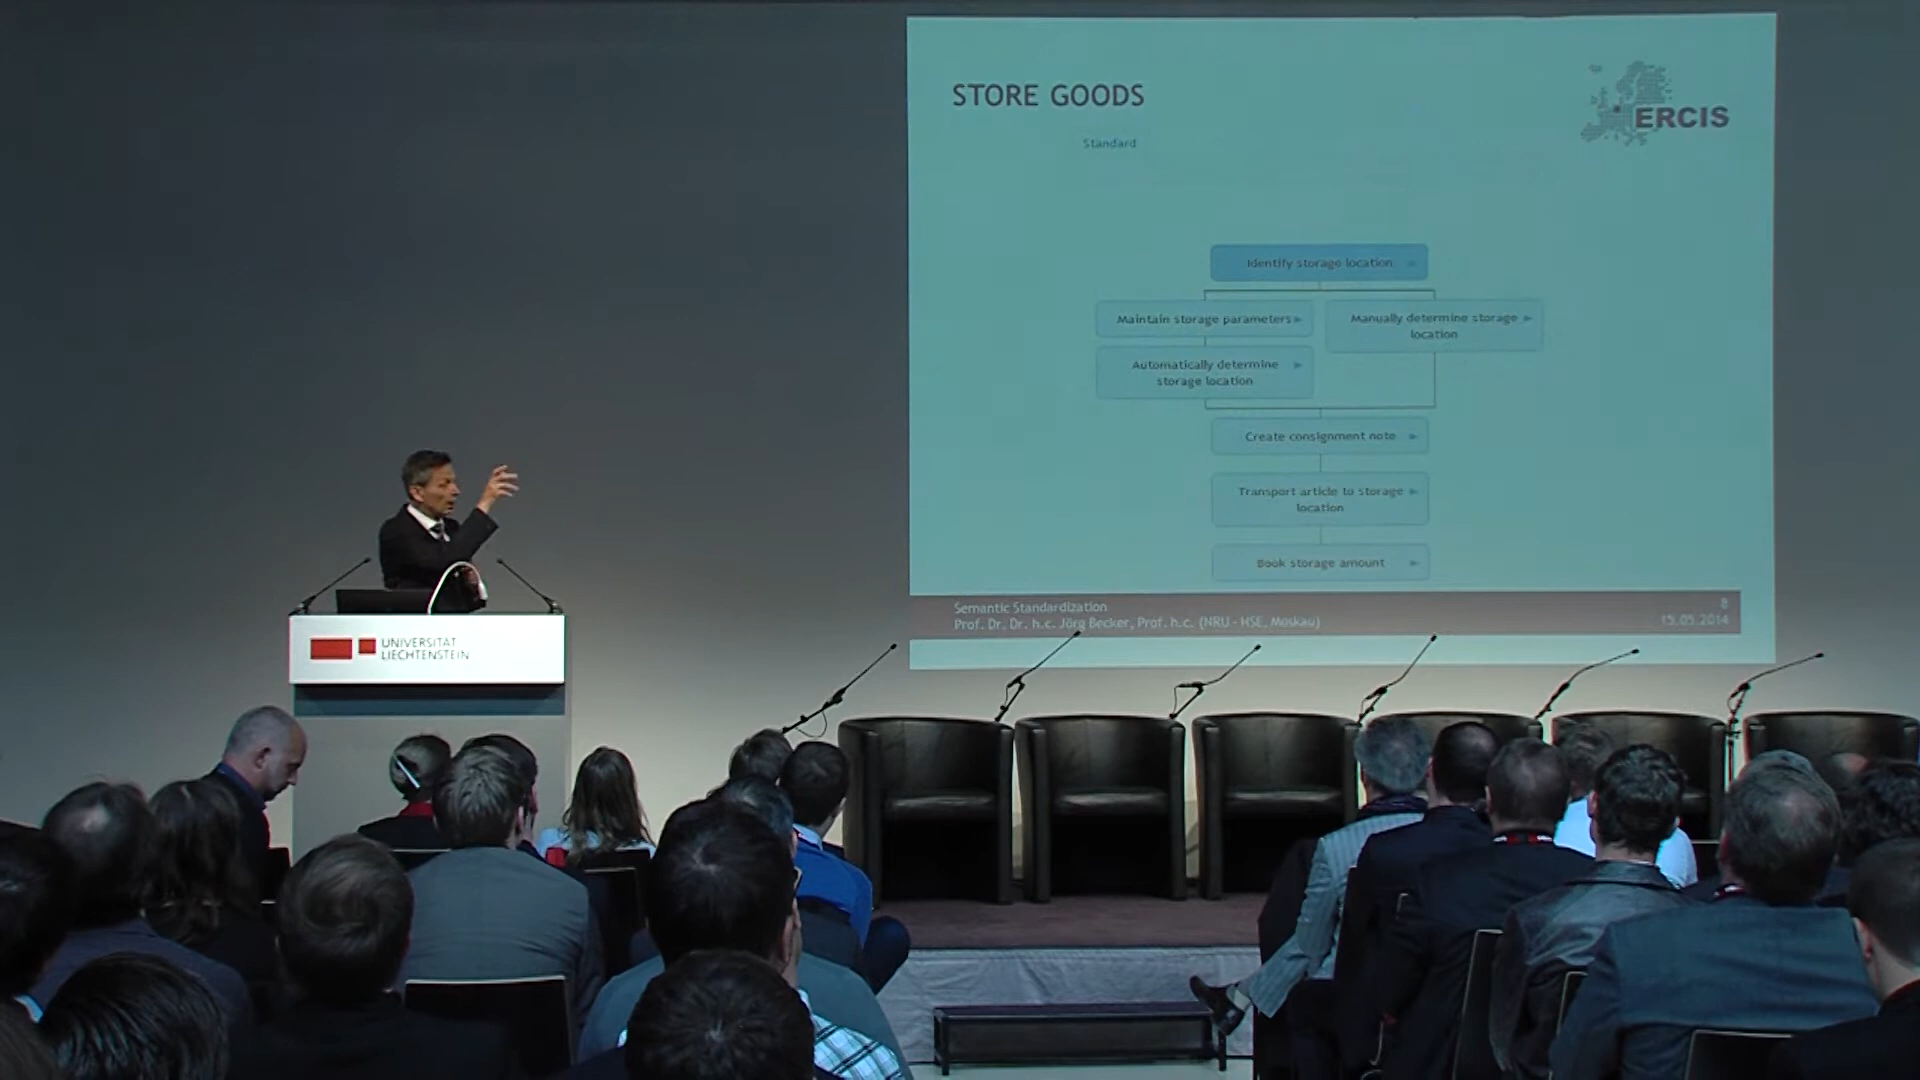 STORE GOODS
ERCIS
Standard
Identify storage location
Maintain storage parameters
Manually determine storage
location
Automatically determine
storage location
Create consignment note
Transport article to storage
location
Book storage amount
Semantic Standardization
8
Prof. Dr. Dr. h.c. Jörg Becker, Prof. h.c. (NRU - HSE, Moskau)
15.05.2014
UNIVERSITÄT
LIECHTENSTEIN